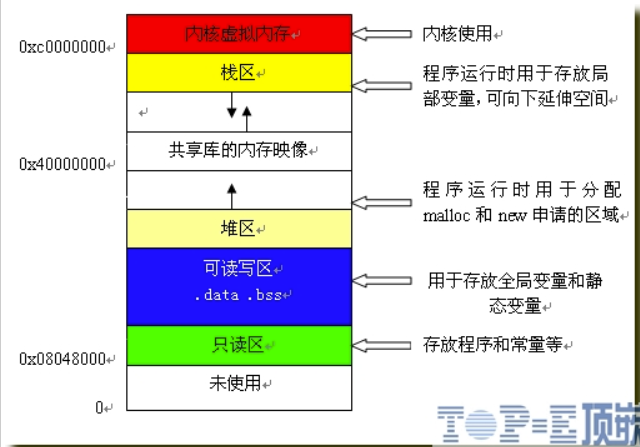 内核虚拟内存
0xc0000000
内核使用
栈区
程序运行时用于存放局
部变量,可向下延伸空间
共享库的内存映像
0x40000000
程序运行时用于分配
malloc 和 new 申请的区域
堆区
可读写区
.data .bss
用于存放全局变量和静
态变量
只读区
存放程序和常量等
0x08048000
未使用
0
TOP=E顶嵌